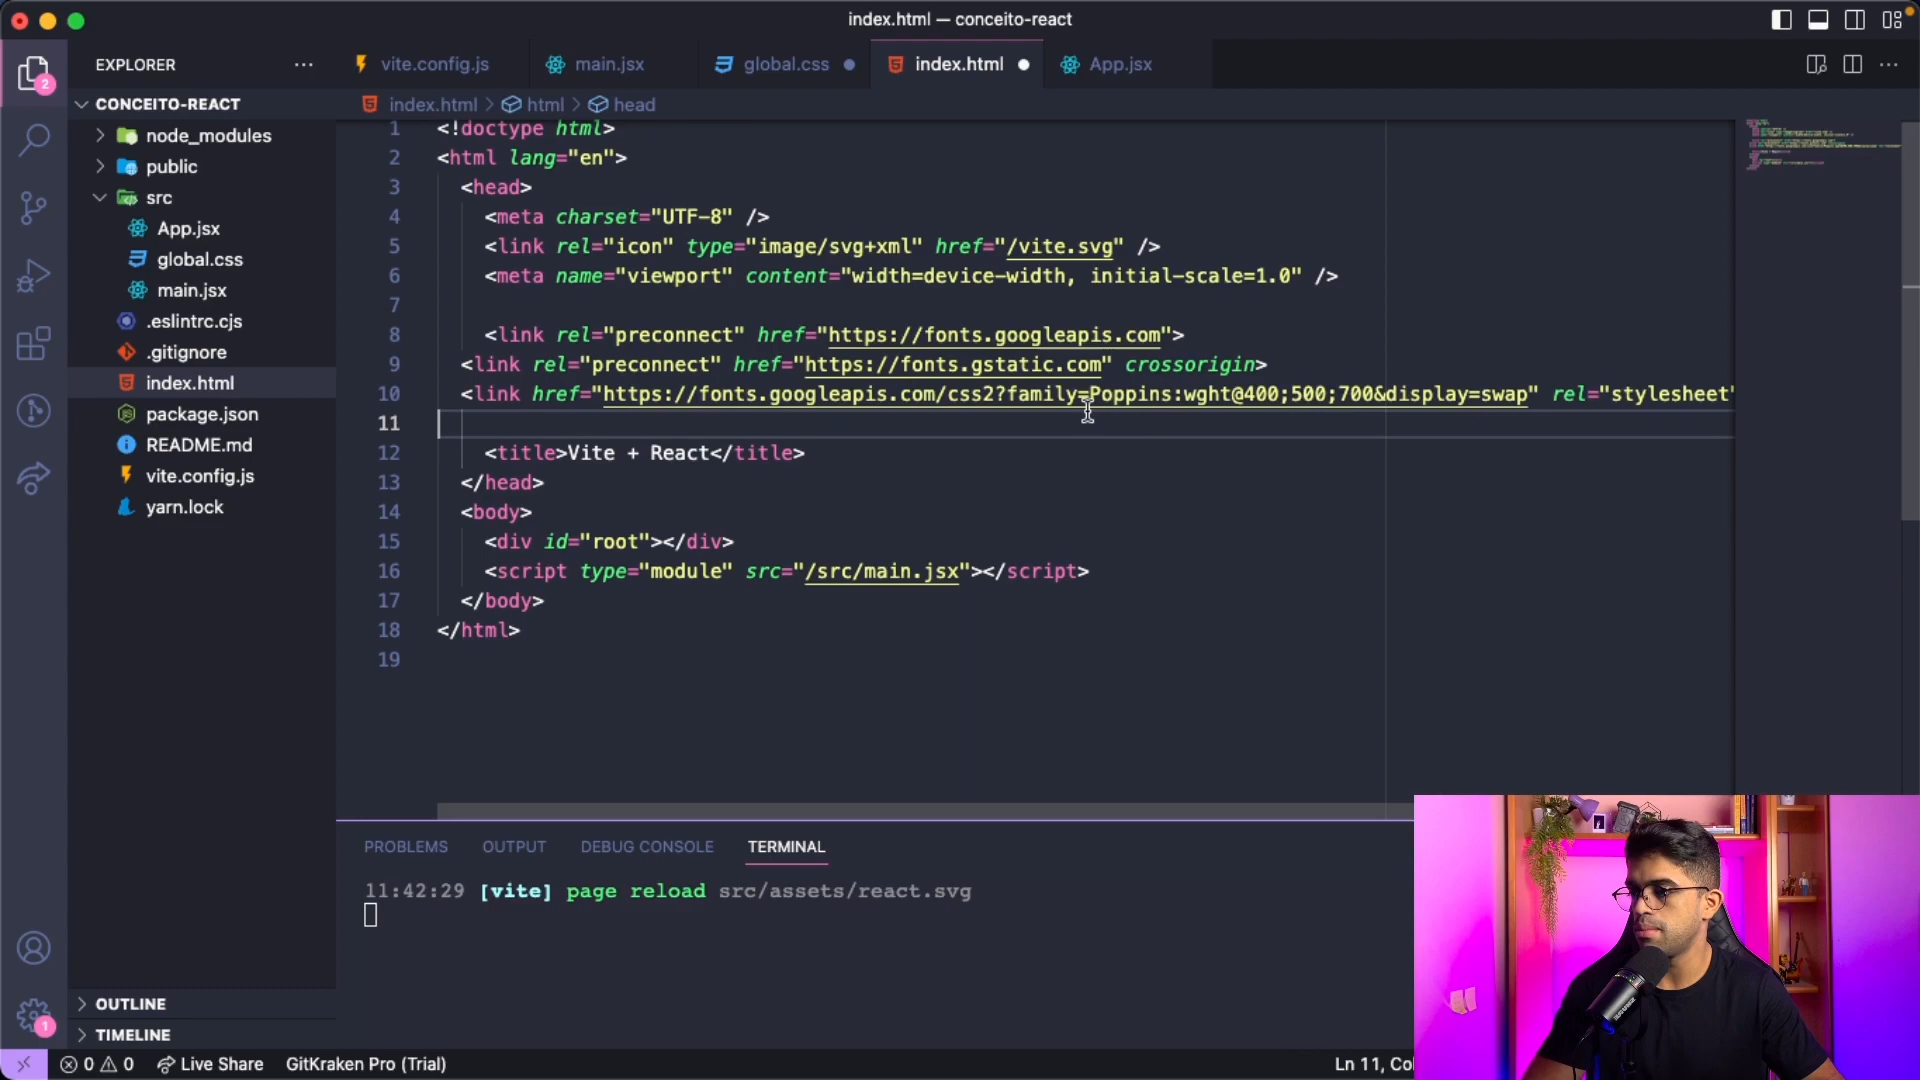 index.html — conceito-react
EXPLORER
vite.config.js
main.jsx
global.css
index.html
App.jsx
CONCEITO-REACT
index.html > html > head
node_modules
public
src
App.jsx
global.css
main.jsx
.eslintrc.cjs
.gitignore
index.html
package.json
README.md
vite.config.js
yarn.lock
2
1 <!doctype html>
2 <html lang="en">
3 <head>
4 <meta charset="UTF-8" />
5 <link rel="icon" type="image/svg+xml" href="/vite.svg" />
6 <meta name="viewport" content="width=device-width, initial-scale=1.0" />
7
8 <link rel="preconnect" href="https://fonts.googleapis.com">
9 <link rel="preconnect" href="https://fonts.gstatic.com" crossorigin>
10 <link href="https://fonts.googleapis.com/css2?family=Poppins:wght@400;500;700&display=swap" rel="stylesheet"
11
12 <title>Vite + React</title>
13 </head>
14 <body>
15 <div id="root"></div>
16 <script type="module" src="/src/main.jsx"></script>
17 </body>
18 </html>
19
PROBLEMS OUTPUT DEBUG CONSOLE TERMINAL
11:42:29 [vite] page reload src/assets/react.svg
OUTLINE
TIMELINE
1
0 0 Live Share GitKraken Pro (Trial)
Ln 11, Co